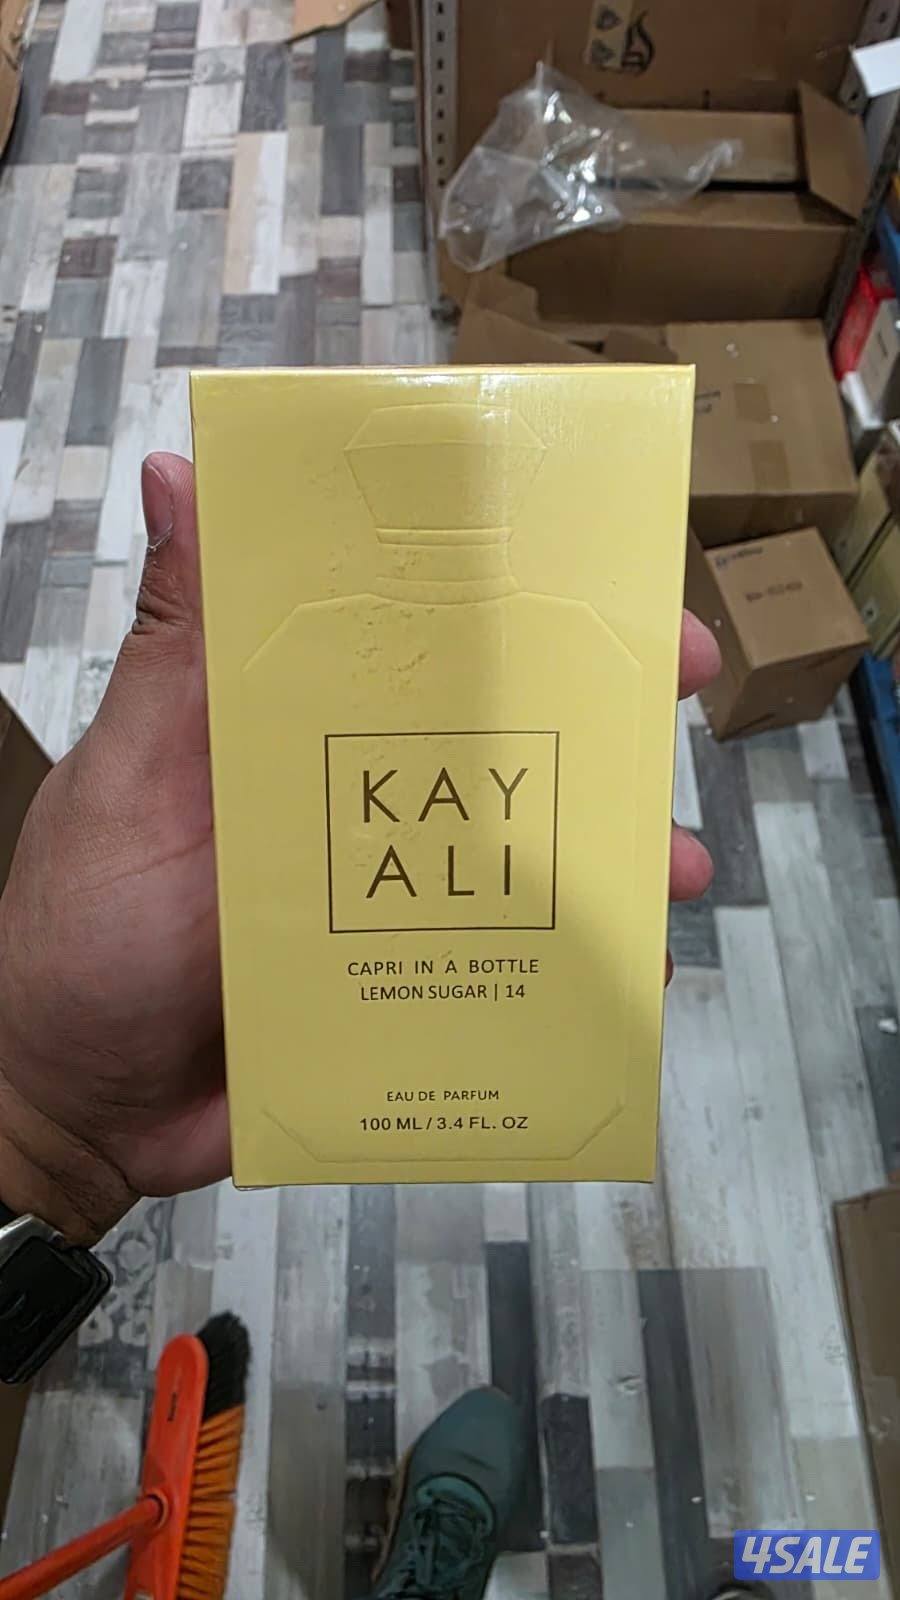 KAY
ALI
CAPRI IN A BOTTLE
LEMON SUGAR | 14
EAU DE PARFUM
100 ML / 3.4 FL. OZ
4SALE